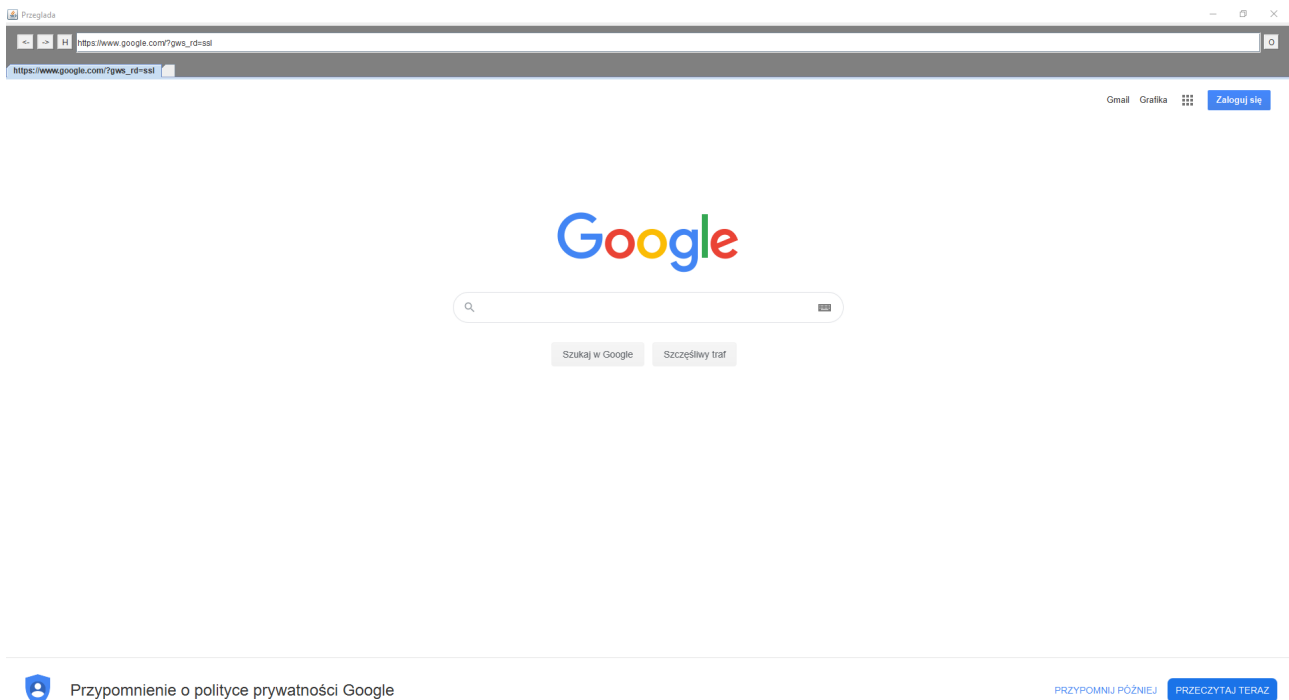 Przeglada
<- -> H https://www.google.com/?gws_rd=ssl O
https://www.google.com/?gws_rd=ssl
Gmail Grafika Zaloguj się
Google
Szukaj w Google Szczęśliwy traf
Przypomnienie o polityce prywatności Google PRZYPOMNIJ PÓŹNIEJ PRZECZYTAJ TERAZ